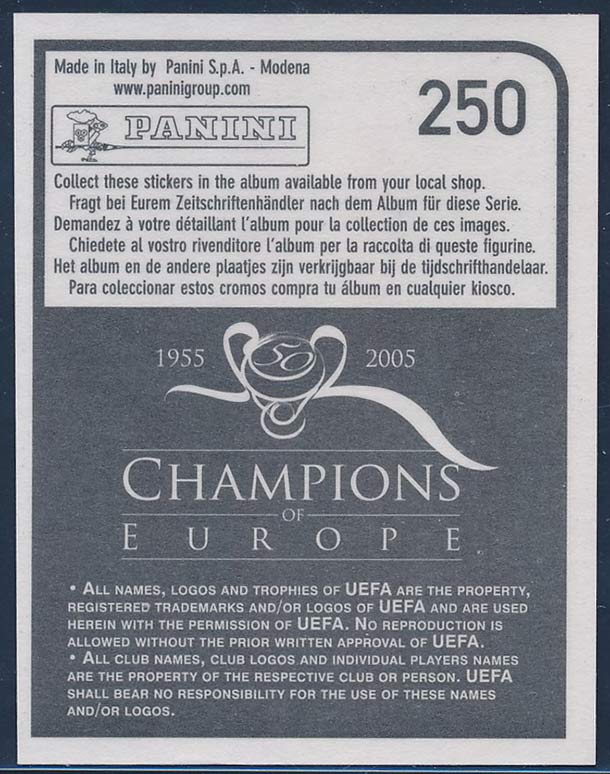 Made in Italy by Panini S.p.A. - Modena
www.paninigroup.com
250
PANINI
Collect these stickers in the album available from your local shop.
Fragt bei Eurem Zeitschriftenhändler nach dem Album für diese Serie.
Demandez à votre détaillant l'album pour la collection de ces images.
Chiedete al vostro rivenditore l'album per la raccolta di queste figurine.
Het album en de andere plaatjes zijn verkrijgbaar bij de tijdschrifthandelaar.
Para coleccionar estos cromos compra tu álbum en cualquier kiosco.
1955 50 2005
CHAMPIONS
OF
EUROPE
• ALL NAMES, LOGOS AND TROPHIES OF UEFA ARE THE PROPERTY,
REGISTERED TRADEMARKS AND/OR LOGOS OF UEFA AND ARE USED
HEREIN WITH THE PERMISSION OF UEFA. NO REPRODUCTION IS
ALLOWED WITHOUT THE PRIOR WRITTEN APPROVAL OF UEFA.
• ALL CLUB NAMES, CLUB LOGOS AND INDIVIDUAL PLAYERS NAMES
ARE THE PROPERTY OF THE RESPECTIVE CLUB OR PERSON. UEFA
SHALL BEAR NO RESPONSIBILITY FOR THE USE OF THESE NAMES
AND/OR LOGOS.